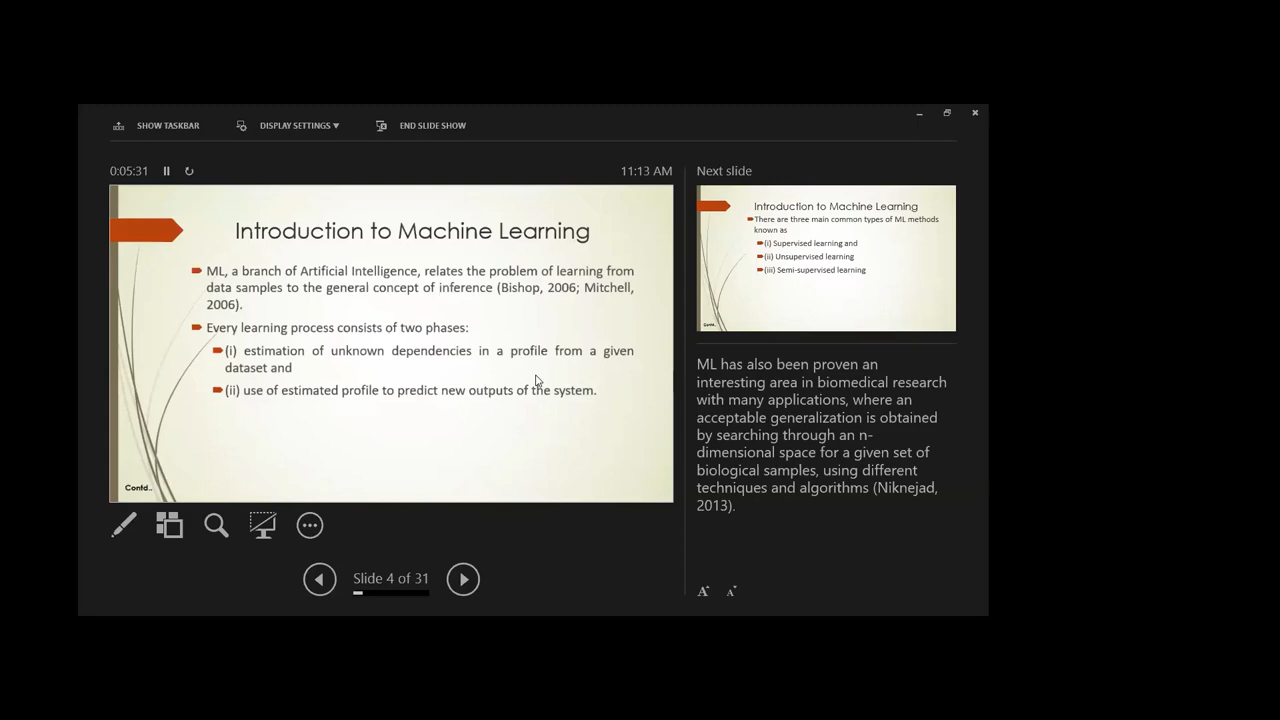 SHOW TASKBAR
DISPLAY SETTINGS ▼
END SLIDE SHOW
0:05:31
11:13 AM
Introduction to Machine Learning
ML, a branch of Artificial Intelligence, relates the problem of learning from
data samples to the general concept of inference (Bishop, 2006; Mitchell,
2006).
Every learning process consists of two phases:
(i) estimation of unknown dependencies in a profile from a given
dataset and
(ii) use of estimated profile to predict new outputs of the system.
Contd..
Slide 4 of 31
Next slide
Introduction to Machine Learning
There are three main common types of ML methods
known as
(i) Supervised learning and
(ii) Unsupervised learning
(iii) Semi-supervised learning
Contd..
ML has also been proven an
interesting area in biomedical research
with many applications, where an
acceptable generalization is obtained
by searching through an n-
dimensional space for a given set of
biological samples, using different
techniques and algorithms (Niknejad,
2013).
A A